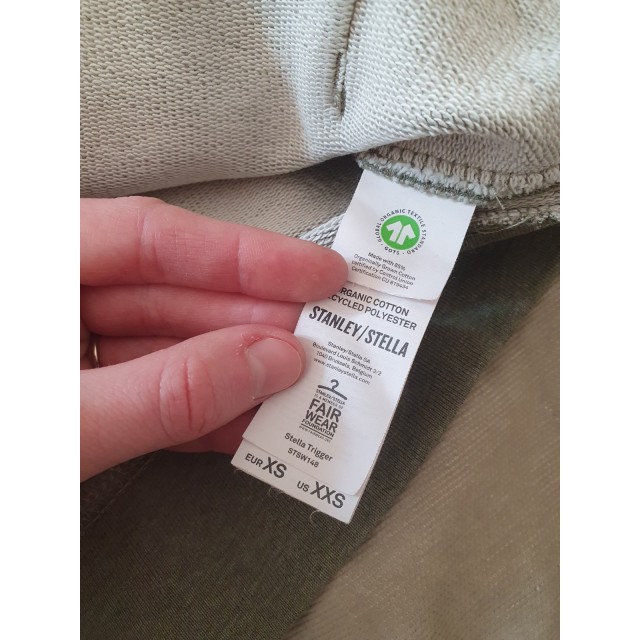 GLOBAL ORGANIC TEXTILE STANDARD
GOTS
Made with 85%
Organically Grown Cotton
certified by Control Union
Certification CU 819434
ORGANIC COTTON
RECYCLED POLYESTER
STANLEY/STELLA
Stanley/Stella SA
Boulevard Louis Schmidt 3/2
1040 Brussels, Belgium
www.stanleystella.com
STANLEY/STELLA
IS A MEMBER OF
FAIR
WEAR
FOUNDATION
Stella Trigger
STSW148
EUR XS US XXS